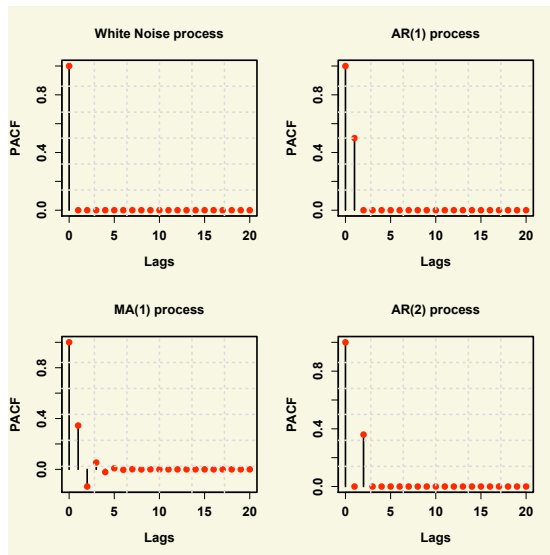 White Noise process
PACF
0.8
0.4
0.0
0 5 10 15 20
Lags
AR(1) process
PACF
0.8
0.4
0.0
0 5 10 15 20
Lags
MA(1) process
PACF
0.8
0.4
0.0
0 5 10 15 20
Lags
AR(2) process
PACF
0.8
0.4
0.0
0 5 10 15 20
Lags